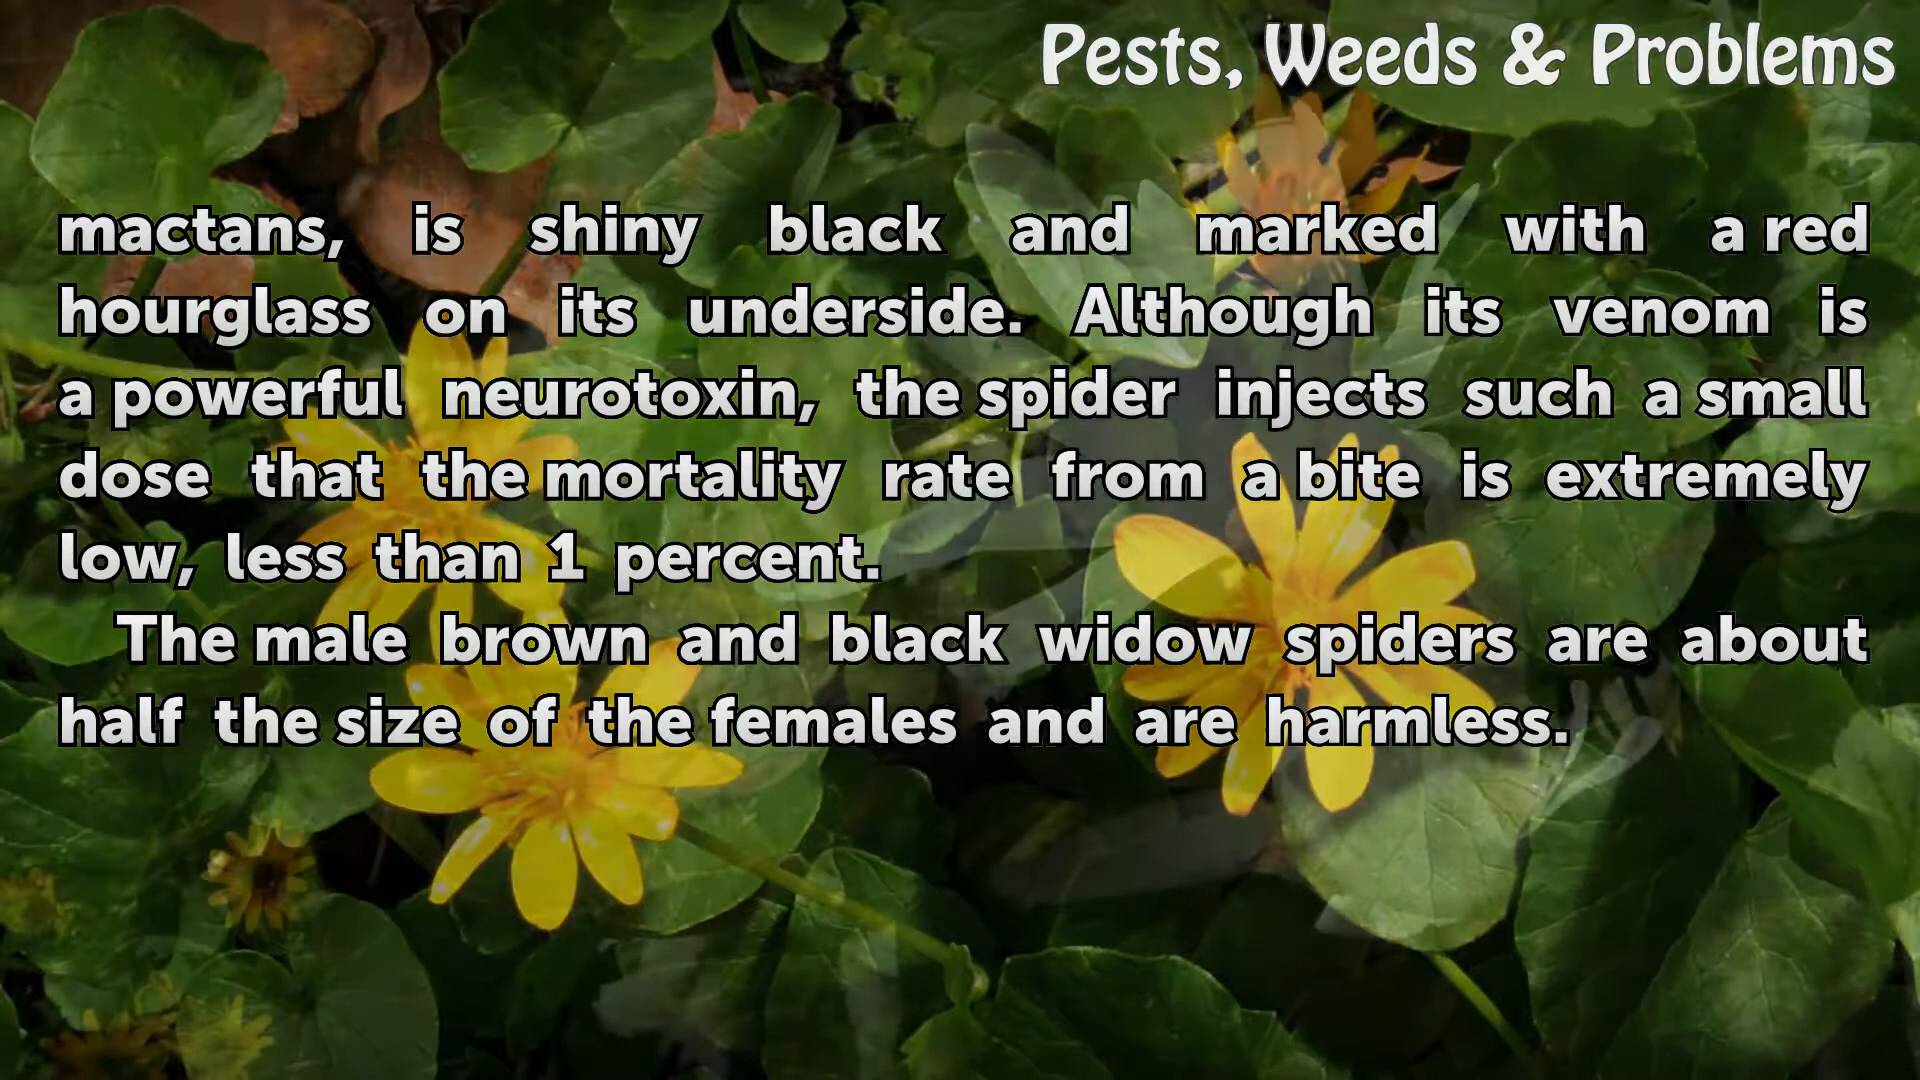 Pests, Weeds & Problems
mactans, is shiny black and marked with a red
hourglass on its underside. Although its venom is
a powerful neurotoxin, the spider injects such a small
dose that the mortality rate from a bite is extremely
low, less than 1 percent.
The male brown and black widow spiders are about
half the size of the females and are harmless.